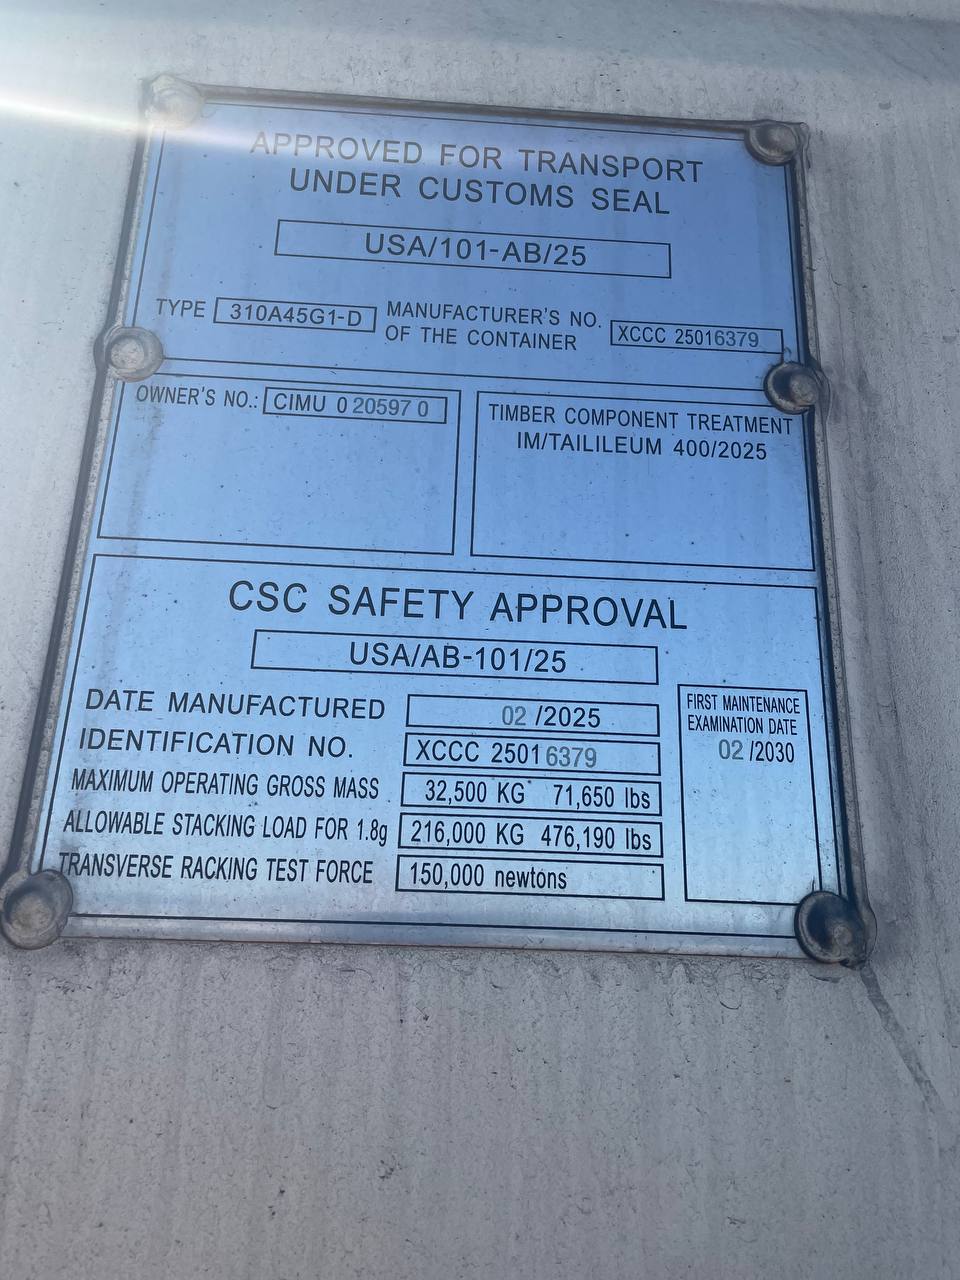 APPROVED FOR TRANSPORT
UNDER CUSTOMS SEAL
USA/101-AB/25
TYPE 310A45G1-D MANUFACTURER'S NO.
OF THE CONTAINER XCCC 25016379
OWNER'S NO.: CIMU 0 20597 0
TIMBER COMPONENT TREATMENT
IM/TAILILEUM 400/2025
CSC SAFETY APPROVAL
USA/AB-101/25
DATE MANUFACTURED 02 /2025
IDENTIFICATION NO. XCCC 25016379
MAXIMUM OPERATING GROSS MASS 32,500 KG 71,650 lbs
ALLOWABLE STACKING LOAD FOR 1.8g 216,000 KG 476,190 lbs
TRANSVERSE RACKING TEST FORCE 150,000 newtons
FIRST MAINTENANCE
EXAMINATION DATE
02 /2030